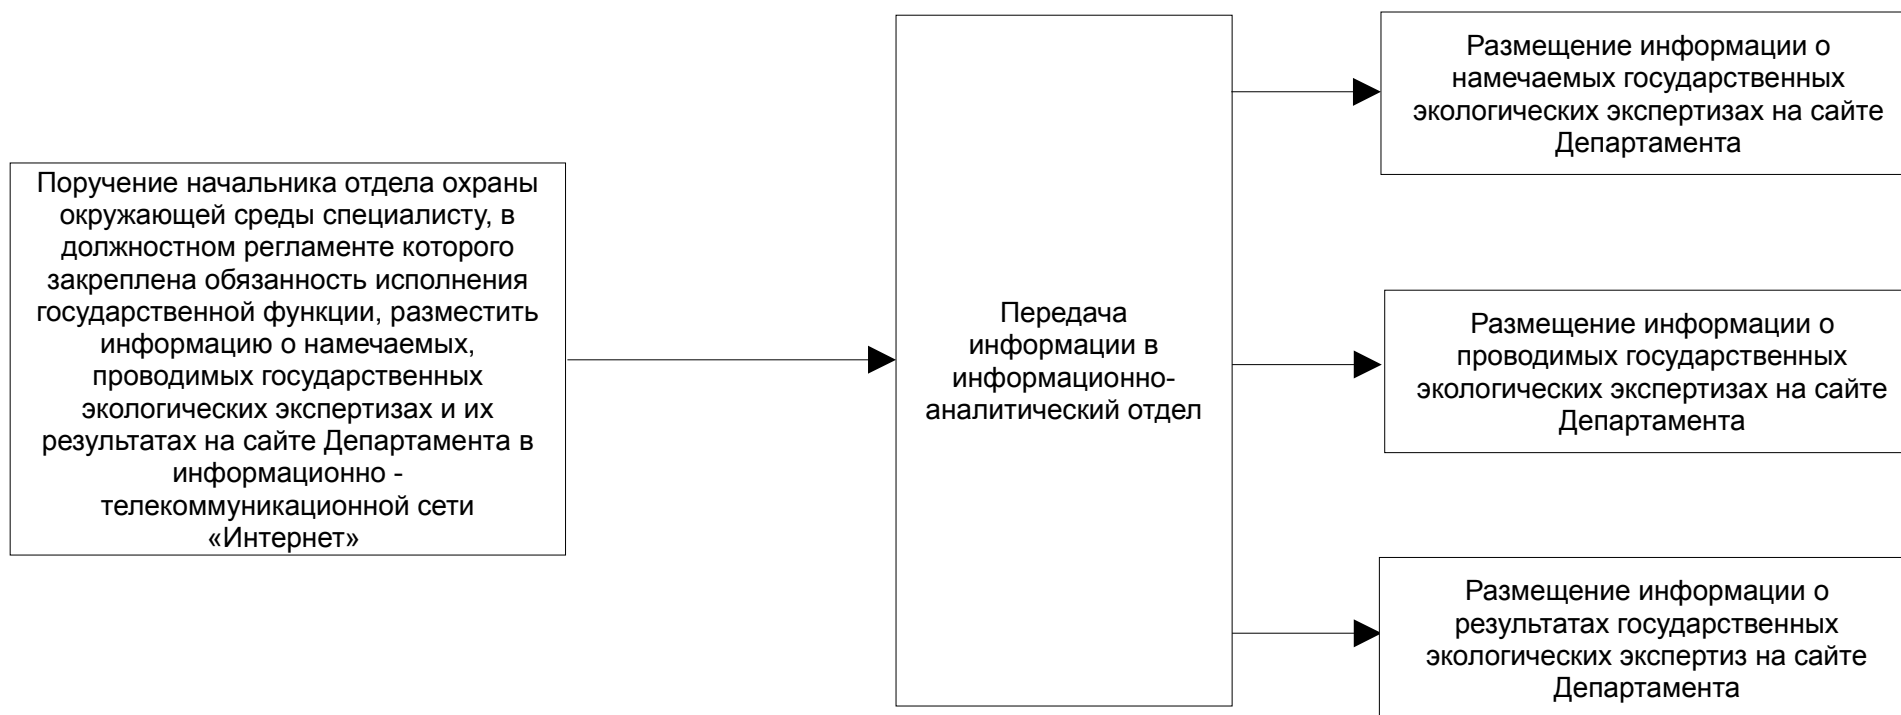 Поручение начальника отдела охраны
окружающей среды специалисту, в
должностном регламенте которого
закреплена обязанность исполнения
государственной функции, разместить
информацию о намечаемых,
проводимых государственных
экологических экспертизах и их
результатах на сайте Департамента в
информационно -
телекоммуникационной сети
«Интернет»
Передача
информации в
информационно-
аналитический отдел
Размещение информации о
намечаемых государственных
экологических экспертизах на сайте
Департамента
Размещение информации о
проводимых государственных
экологических экспертизах на сайте
Департамента
Размещение информации о
результатах государственных
экологических экспертиз на сайте
Департамента